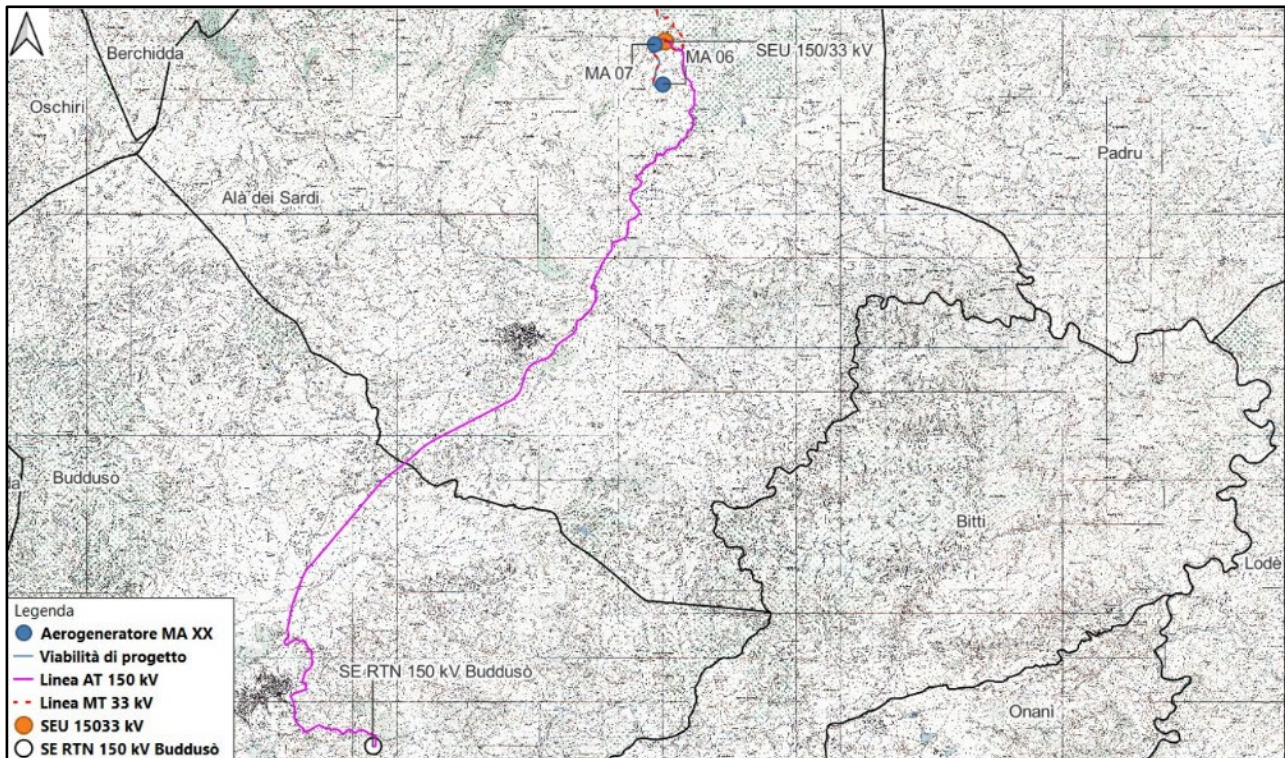 Berchidda
SEU 150/33 kV
MA 06
MA 07
Oschiri
Padru
Alà dei Sardi
Buddusò
Bitti
Lodè
Legenda
Aerogeneratore MA XX
Viabilità di progetto
Linea AT 150 kV
Linea MT 33 kV
SEU 15033 kV
SE RTN 150 kV Buddusò
SE RTN 150 kV Buddusò
Onanì